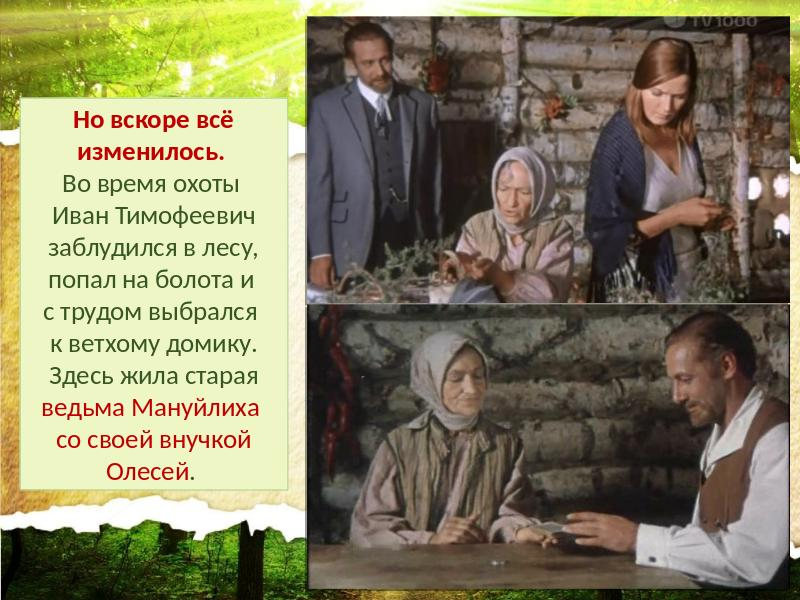 TV1000
Но вскоре всё
изменилось.
Во время охоты
Иван Тимофеевич
заблудился в лесу,
попал на болота и
с трудом выбрался
к ветхому домику.
Здесь жила старая
ведьма Мануйлиха
со своей внучкой
Олесей.